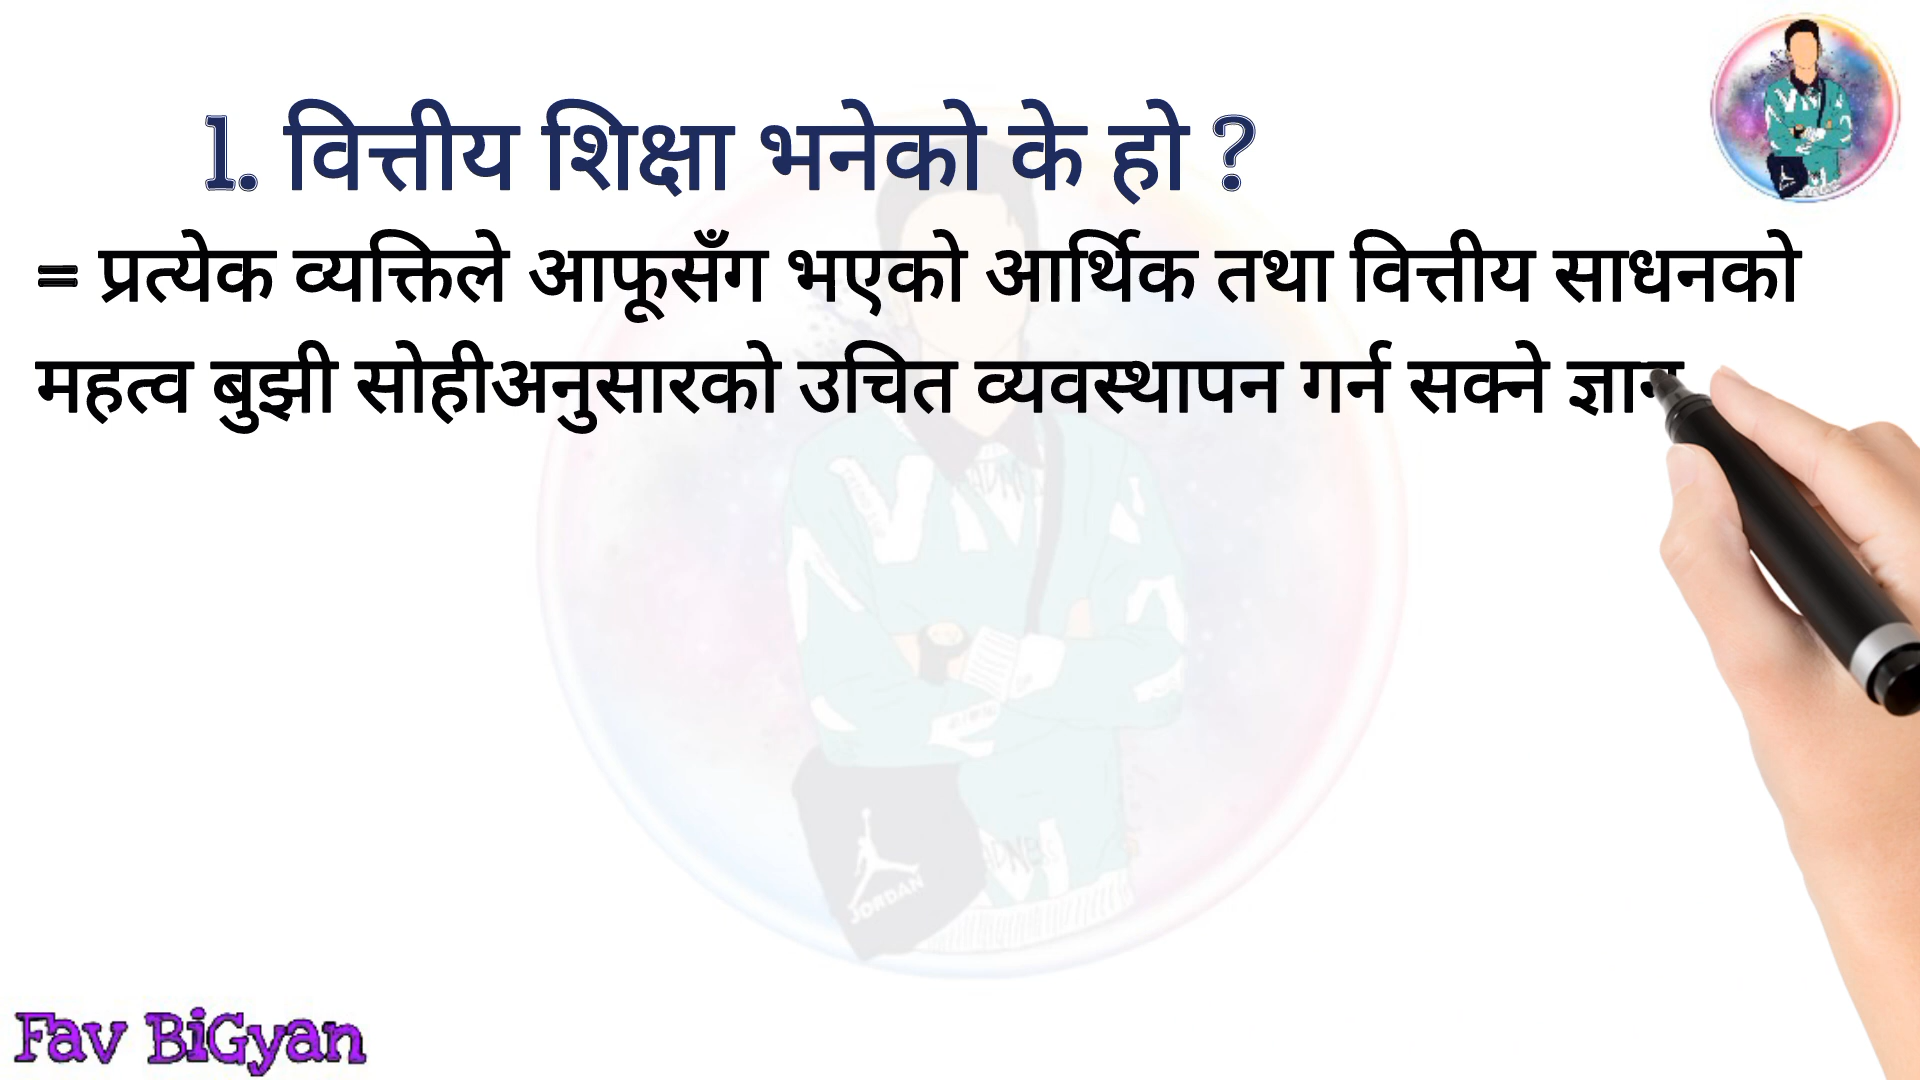 1. वित्तीय शिक्षा भनेको के हो ?
= प्रत्येक व्यक्तिले आफूसँग भएको आर्थिक तथा वित्तीय साधनको
महत्व बुझी सोहीअनुसारको उचित व्यवस्थापन गर्न सक्ने ज्ञान
JORDAN
Fav BiGyan